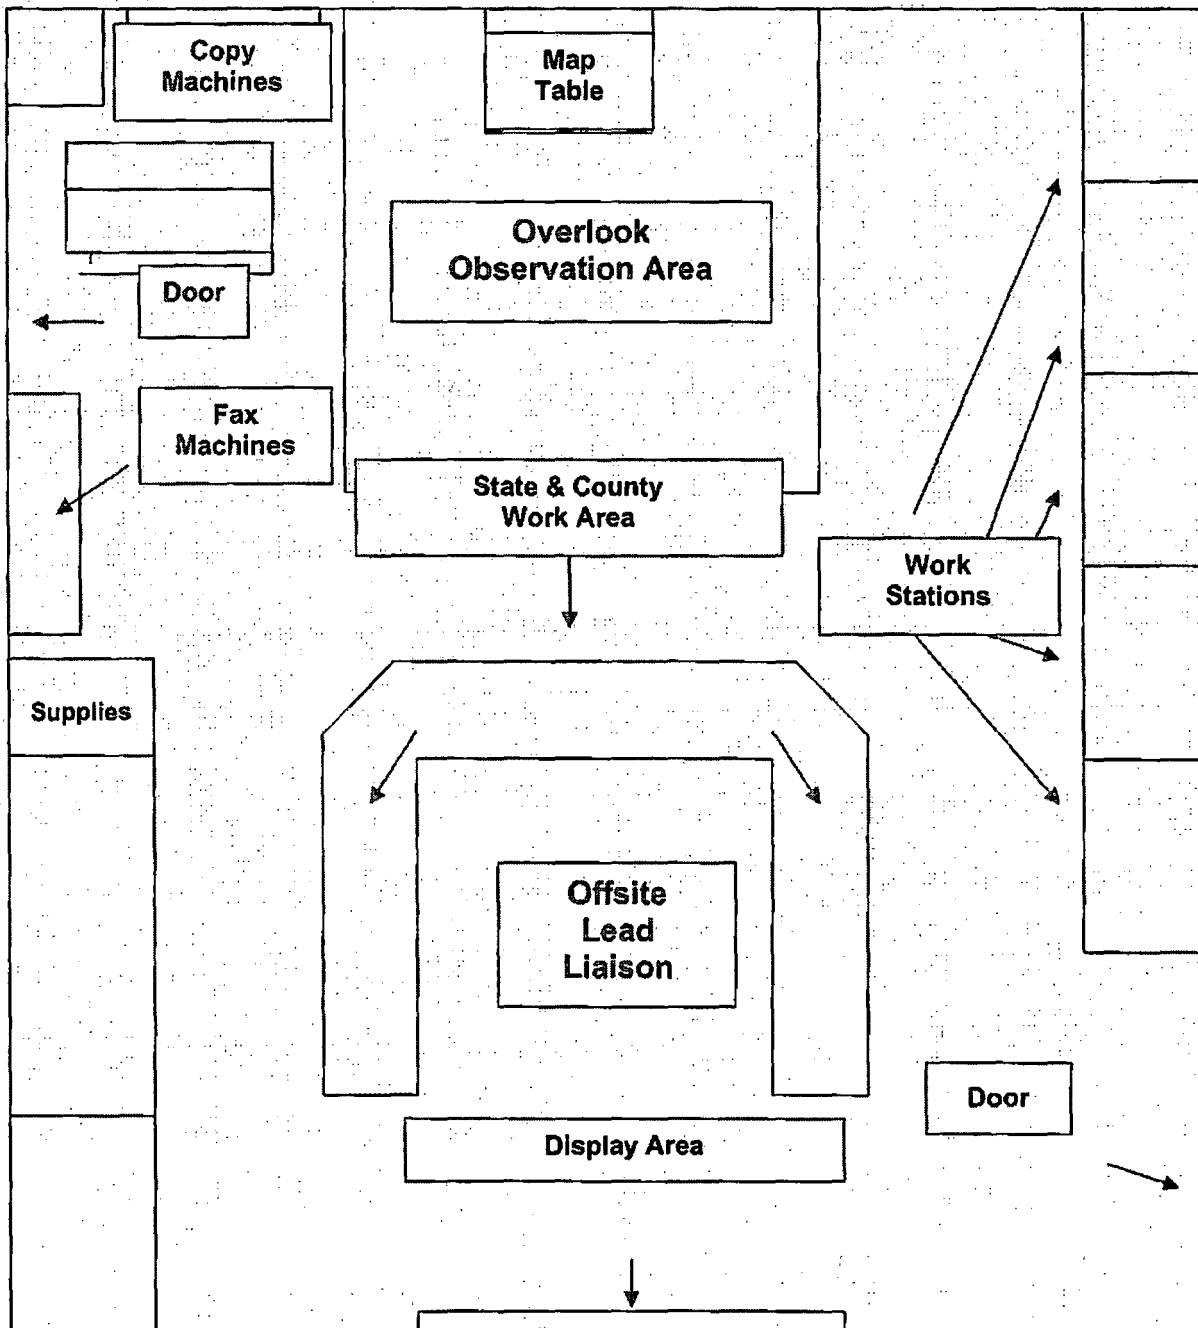 Copy
Machines
Map
Table
Overlook
Observation Area
Door
Fax
Machines
State & County
Work Area
Work
Stations
Supplies
Offsite
Lead
Liaison
Door
Display Area